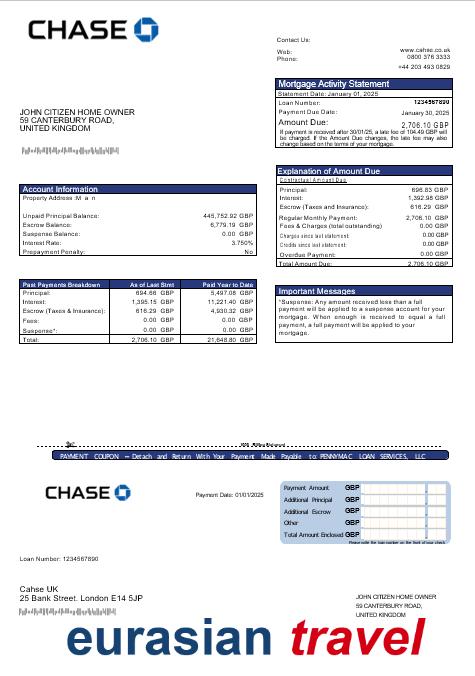 CHASE
Contact Us:
Web: www.cahse.co.uk
Phone: 0800 376 3333
+44 203 493 0829
Mortgage Activity Statement
Statement Date: January 01, 2025
Loan Number: 1234567890
Payment Due Date: January 30, 2025
Amount Due: 2,706.10 GBP
If payment is received after 30/01/25, a late fee of 104.49 GBP will
be charged. If the Amount Due changes, the late fee may also
change based on the terms of your mortgage.
JOHN CITIZEN HOME OWNER
59 CANTERBURY ROAD,
UNITED KINGDOM
Explanation of Amount Due
Contractual Amount Due
Principal: 696.83 GBP
Interest: 1,392.98 GBP
Escrow (Taxes and Insurance): 616.29 GBP
Regular Monthly Payment: 2,706.10 GBP
Fees & Charges (total outstanding) 0.00 GBP
Charges since last statement: 0.00 GBP
Credits since last statement: 0.00 GBP
Overdue Payment: 0.00 GBP
Total Amount Due: 2,706.10 GBP
Account Information
Property Address :M a n
Unpaid Principal Balance: 445,752.92 GBP
Escrow Balance: 6,779.19 GBP
Suspense Balance: 0.00 GBP
Interest Rate: 3.750%
Prepayment Penalty: No
Past Payments Breakdown As of Last Stmt Paid Year to Date
Principal: 694.66 GBP 5,497.08 GBP
Interest: 1,395.15 GBP 11,221.40 GBP
Escrow (Taxes & Insurance): 616.29 GBP 4,930.32 GBP
Fees: 0.00 GBP 0.00 GBP
Suspense*: 0.00 GBP 0.00 GBP
Total: 2,706.10 GBP 21,648.80 GBP
Important Messages
*Suspense: Any amount received less than a full
payment will be applied to a suspense account for your
mortgage. When enough is received to equal a full
payment, a full payment will be applied to your
mortgage.
PAYMENT COUPON – Detach and Return With Your Payment Made Payable to: PENNYMAC LOAN SERVICES, LLC
CHASE
Payment Date: 01/01/2025
Payment Amount GBP
Additional Principal GBP
Additional Escrow GBP
Other GBP
Total Amount Enclosed GBP
Please write the loan number on the front of your check
Loan Number: 1234567890
Cahse UK
25 Bank Street. London E14 5JP
JOHN CITIZEN HOME OWNER
59 CANTERBURY ROAD,
UNITED KINGDOM
eurasian travel